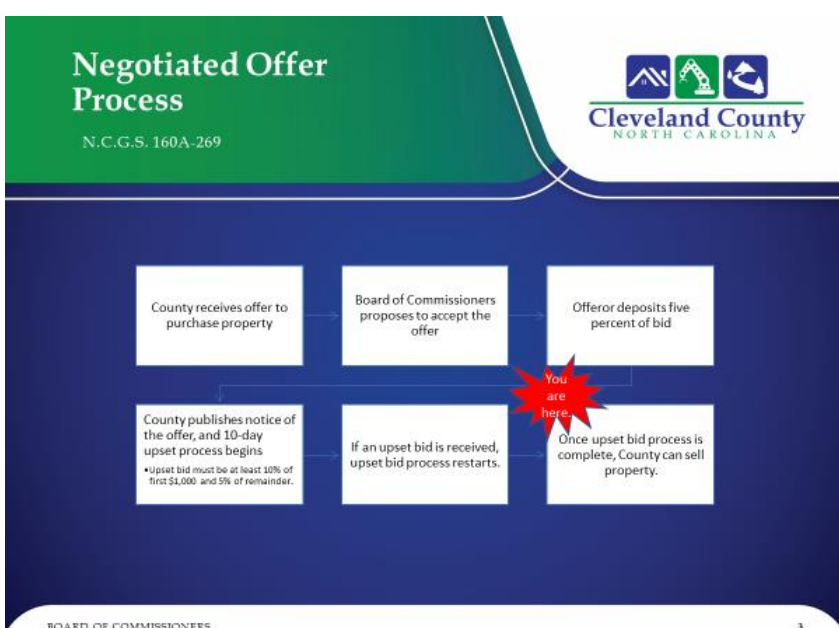 Negotiated Offer
Process
N.C.G.S. 160A-269
Cleveland County
NORTH CAROLINA
County receives offer to
purchase property
Board of Commissioners
proposes to accept the
offer
Offeror deposits five
percent of bid
You
are
here.
County publishes notice of
the offer, and 10-day
upset process begins
•Upset bid must be at least 10% of
first $1,000 and 5% of remainder.
If an upset bid is received,
upset bid process restarts.
Once upset bid process is
complete, County can sell
property.
BOARD OF COMMISSIONERS
3